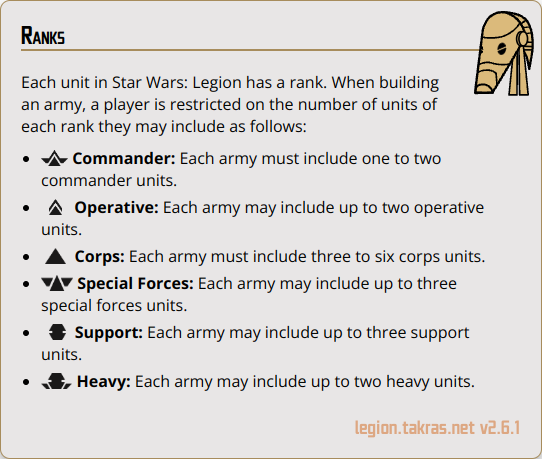 Ranks
Each unit in Star Wars: Legion has a rank. When building
an army, a player is restricted on the number of units of
each rank they may include as follows:
• Commander: Each army must include one to two
commander units.
• Operative: Each army may include up to two operative
units.
• Corps: Each army must include three to six corps units.
• Special Forces: Each army may include up to three
special forces units.
• Support: Each army may include up to three support
units.
• Heavy: Each army may include up to two heavy units.
legion.takras.net v2.6.1